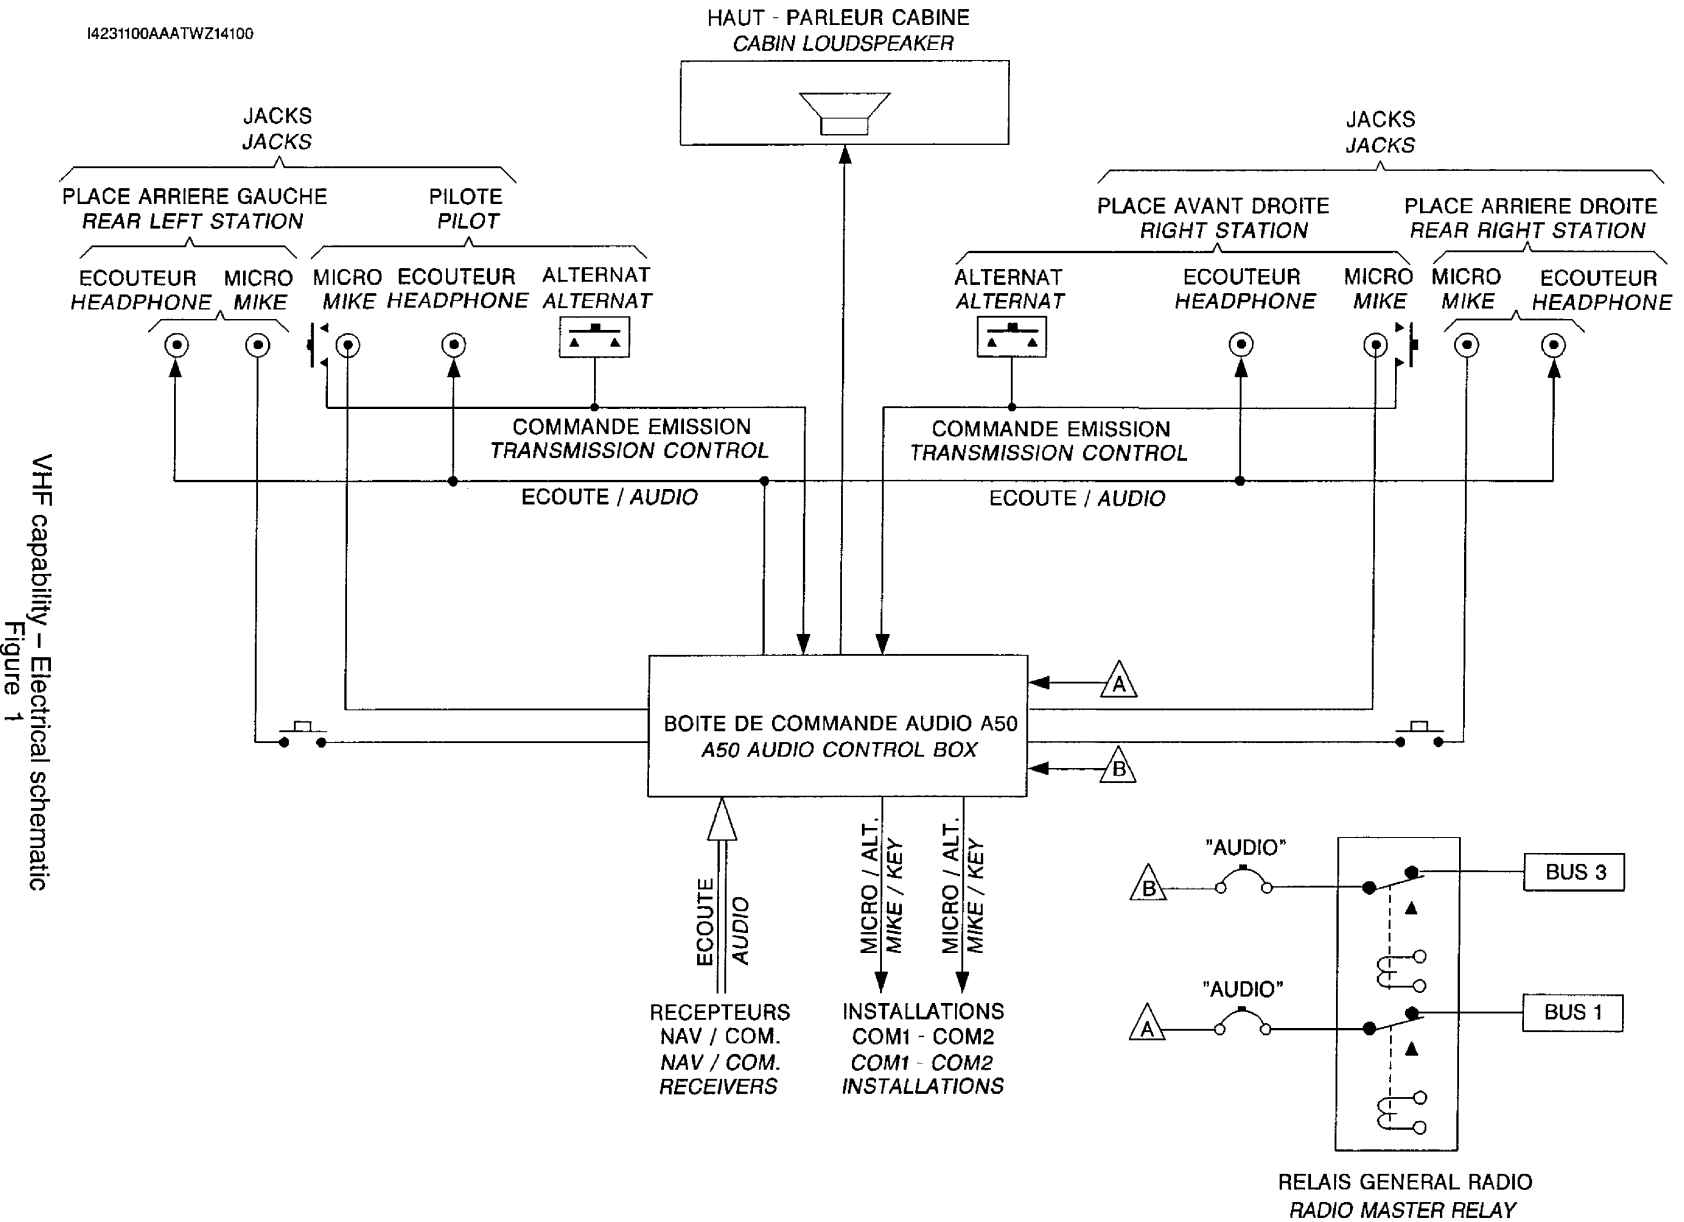 I4231100AAATWZ14100
HAUT - PARLEUR CABINE
CABIN LOUDSPEAKER
JACKS
JACKS
JACKS
JACKS
PLACE ARRIERE GAUCHE
REAR LEFT STATION
PILOTE
PILOT
PLACE AVANT DROITE
RIGHT STATION
PLACE ARRIERE DROITE
REAR RIGHT STATION
ECOUTEUR
HEADPHONE
MICRO
MIKE
MICRO
MIKE
ECOUTEUR
HEADPHONE
ALTERNAT
ALTERNAT
ALTERNAT
ALTERNAT
ECOUTEUR
HEADPHONE
MICRO
MIKE
MICRO
MIKE
ECOUTEUR
HEADPHONE
COMMANDE EMISSION
TRANSMISSION CONTROL
COMMANDE EMISSION
TRANSMISSION CONTROL
ECOUTE / AUDIO
ECOUTE / AUDIO
A
BOITE DE COMMANDE AUDIO A50
A50 AUDIO CONTROL BOX
B
ECOUTE
AUDIO
MICRO / ALT.
MIKE / KEY
MICRO / ALT.
MIKE / KEY
RECEPTEURS
NAV / COM.
NAV / COM.
RECEIVERS
INSTALLATIONS
COM1 - COM2
COM1 - COM2
INSTALLATIONS
"AUDIO"
B
BUS 3
"AUDIO"
A
BUS 1
RELAIS GENERAL RADIO
RADIO MASTER RELAY
VHF capability – Electrical schematic
Figure 1